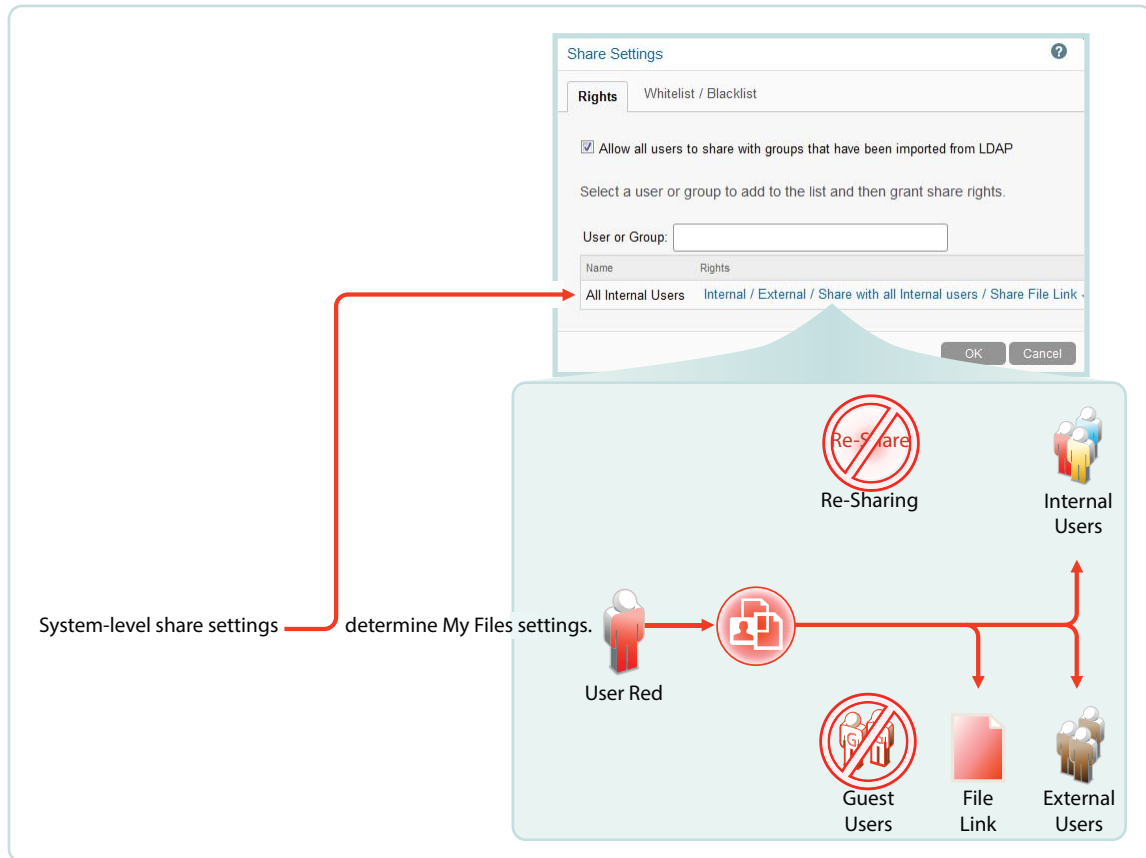 Share Settings
?
Rights Whitelist / Blacklist
Allow all users to share with groups that have been imported from LDAP
Select a user or group to add to the list and then grant share rights.
User or Group:
Name Rights
All Internal Users Internal / External / Share with all Internal users / Share File Link
OK Cancel
Re-Share
Re-Sharing
Internal
Users
System-level share settings determine My Files settings.
User Red
G G
Guest
Users
File
Link
External
Users